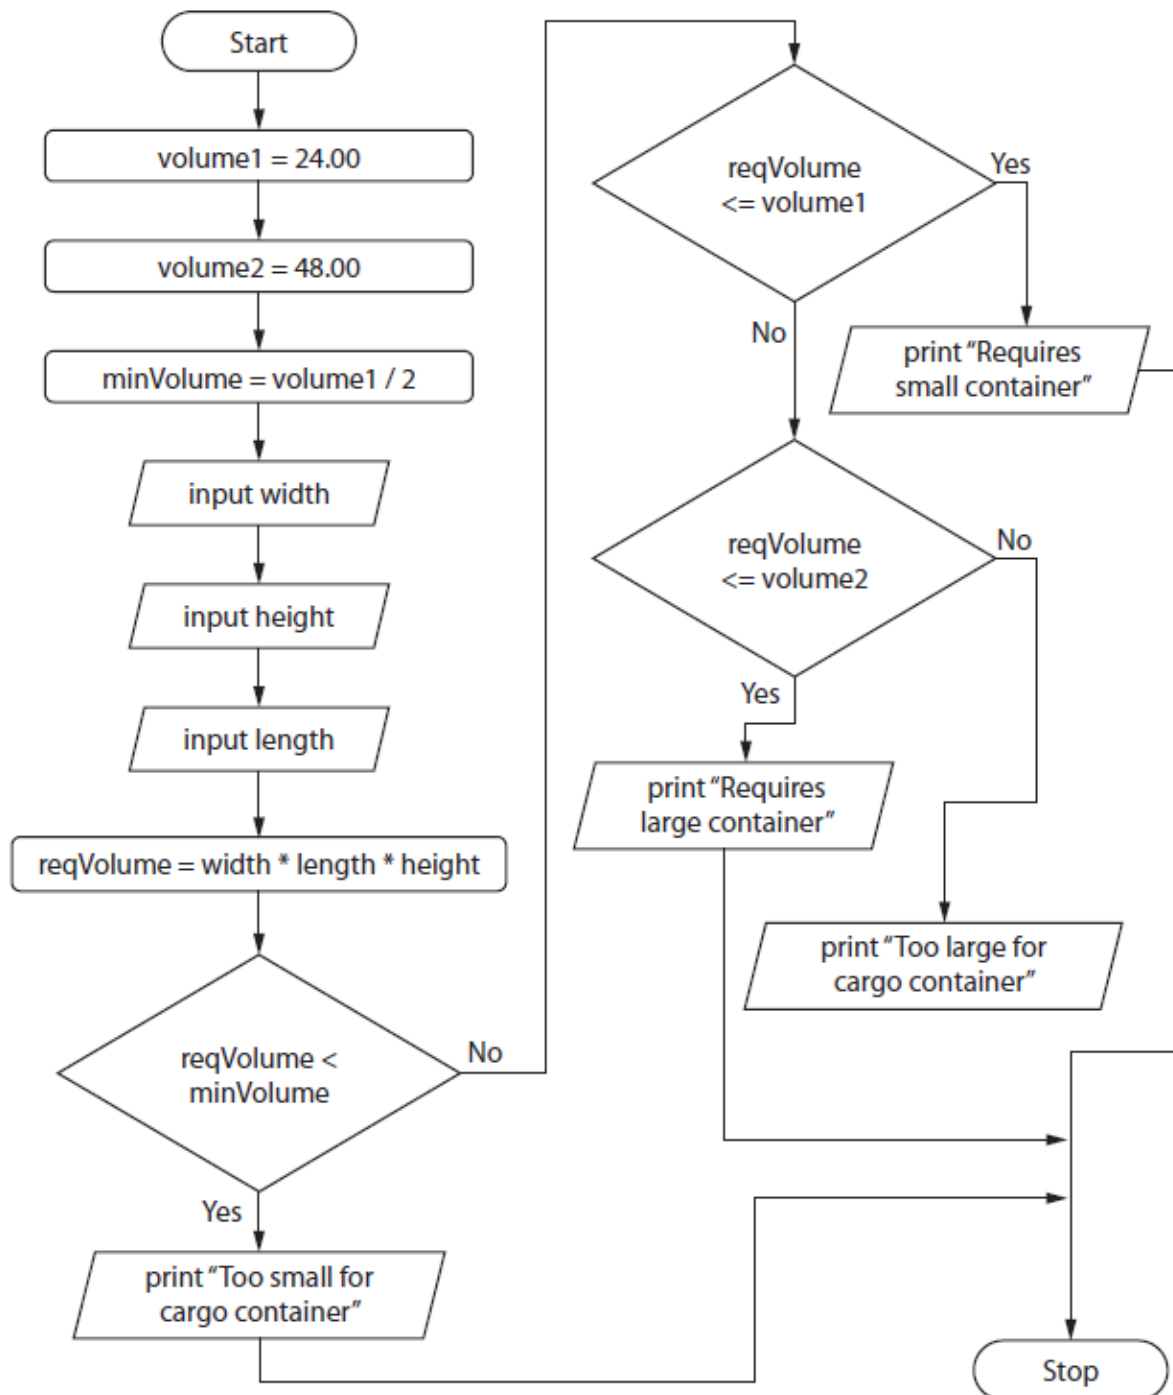 Start
volume1 = 24.00
volume2 = 48.00
minVolume = volume1 / 2
input width
input height
input length
reqVolume = width * length * height
reqVolume <
minVolume
No
Yes
print “Too small for
cargo container”
reqVolume
<= volume1
Yes
No
print “Requires
small container”
reqVolume
<= volume2
No
Yes
print “Requires
large container”
print “Too large for
cargo container”
Stop